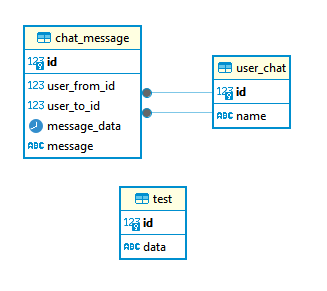 chat_message
123 id
123 user_from_id
123 user_to_id
message_data
ABC message
user_chat
123 id
ABC name
test
123 id
ABC data